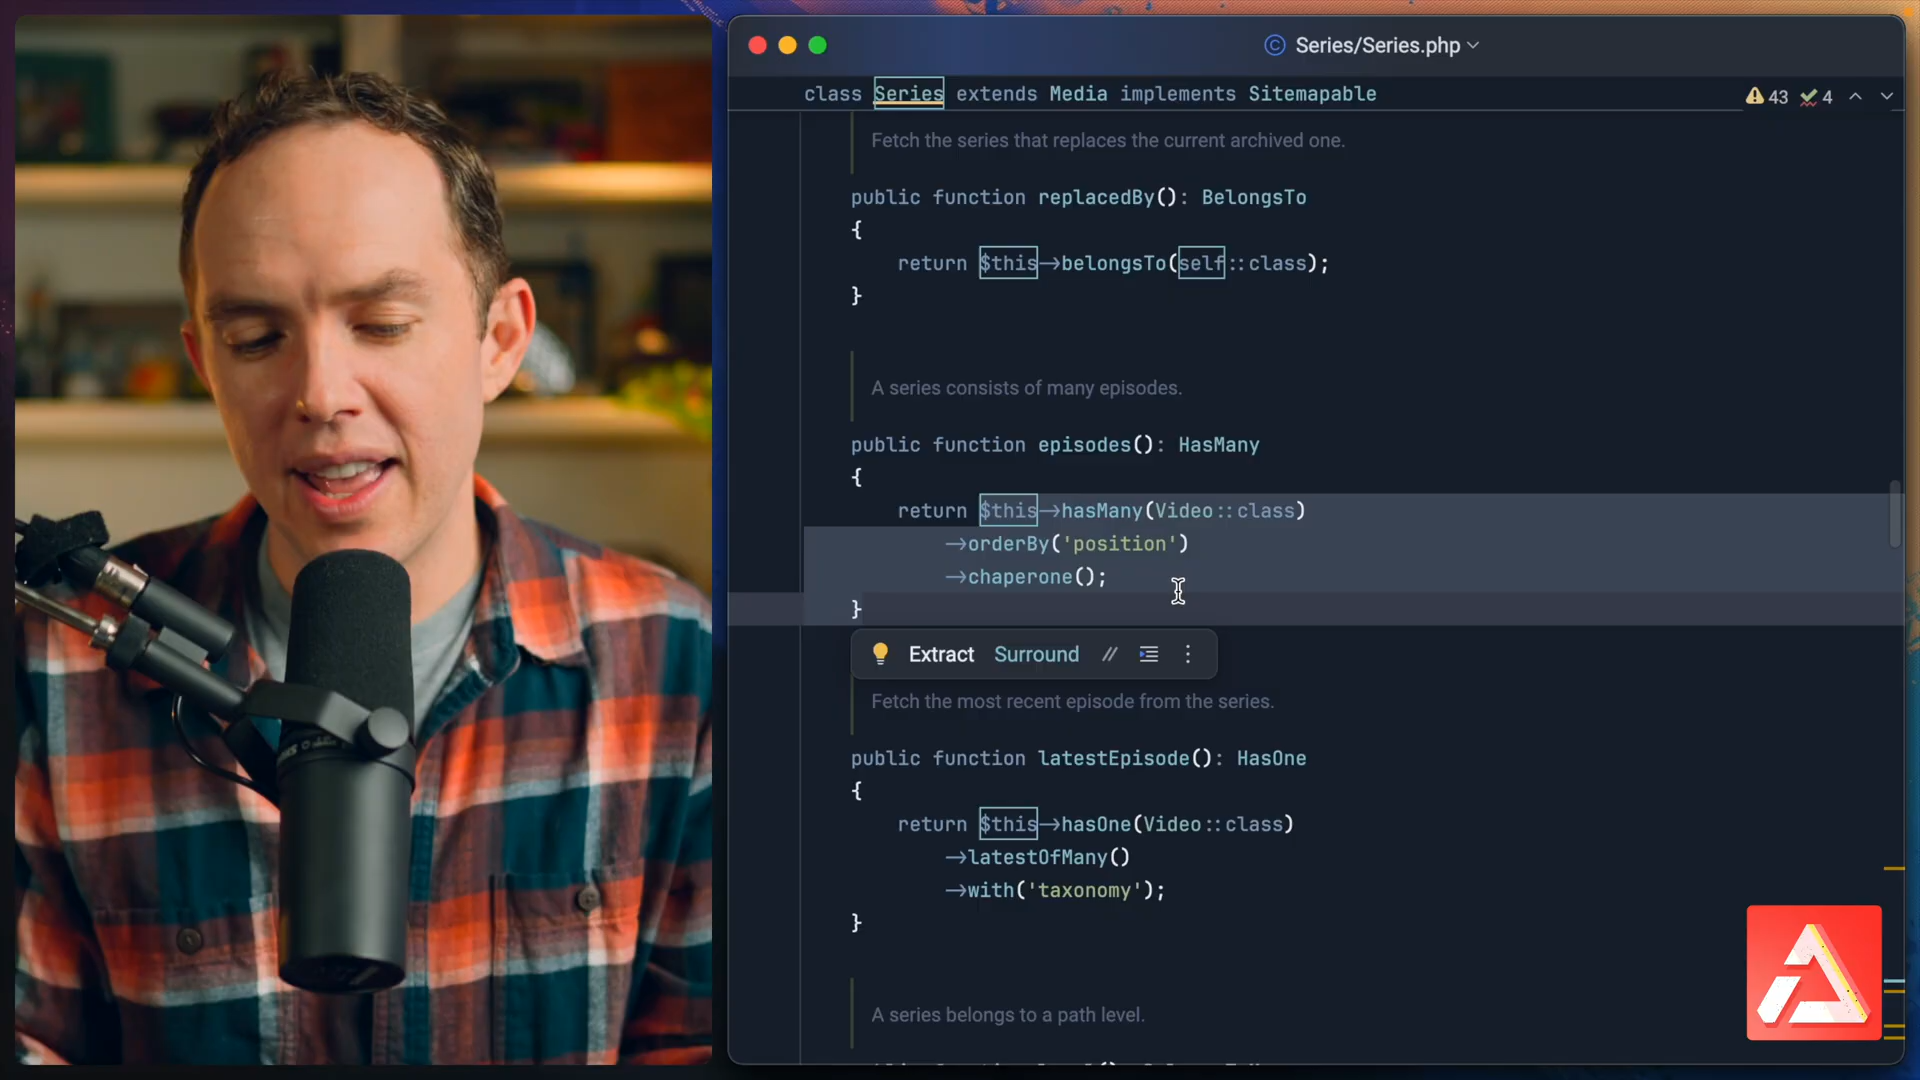 Series/Series.php
class Series extends Media implements Sitemapable
43
4
Fetch the series that replaces the current archived one.
public function replacedBy(): BelongsTo
{
return $this->belongsTo(self::class);
}
A series consists of many episodes.
public function episodes(): HasMany
{
return $this->hasMany(Video::class)
->orderBy('position')
->chaperone();
}
Extract Surround //
Fetch the most recent episode from the series.
public function latestEpisode(): HasOne
{
return $this->hasOne(Video::class)
->latestOfMany()
->with('taxonomy');
}
A series belongs to a path level.